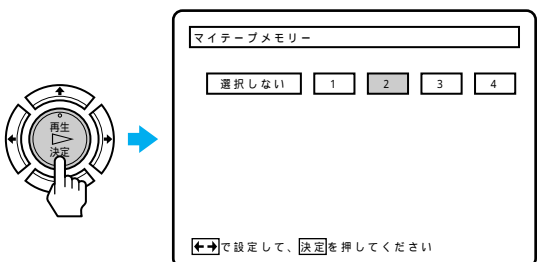 マイテープメモリー
選択しない 1 2 3 4
再生
決定
←→で設定して、決定を押してください